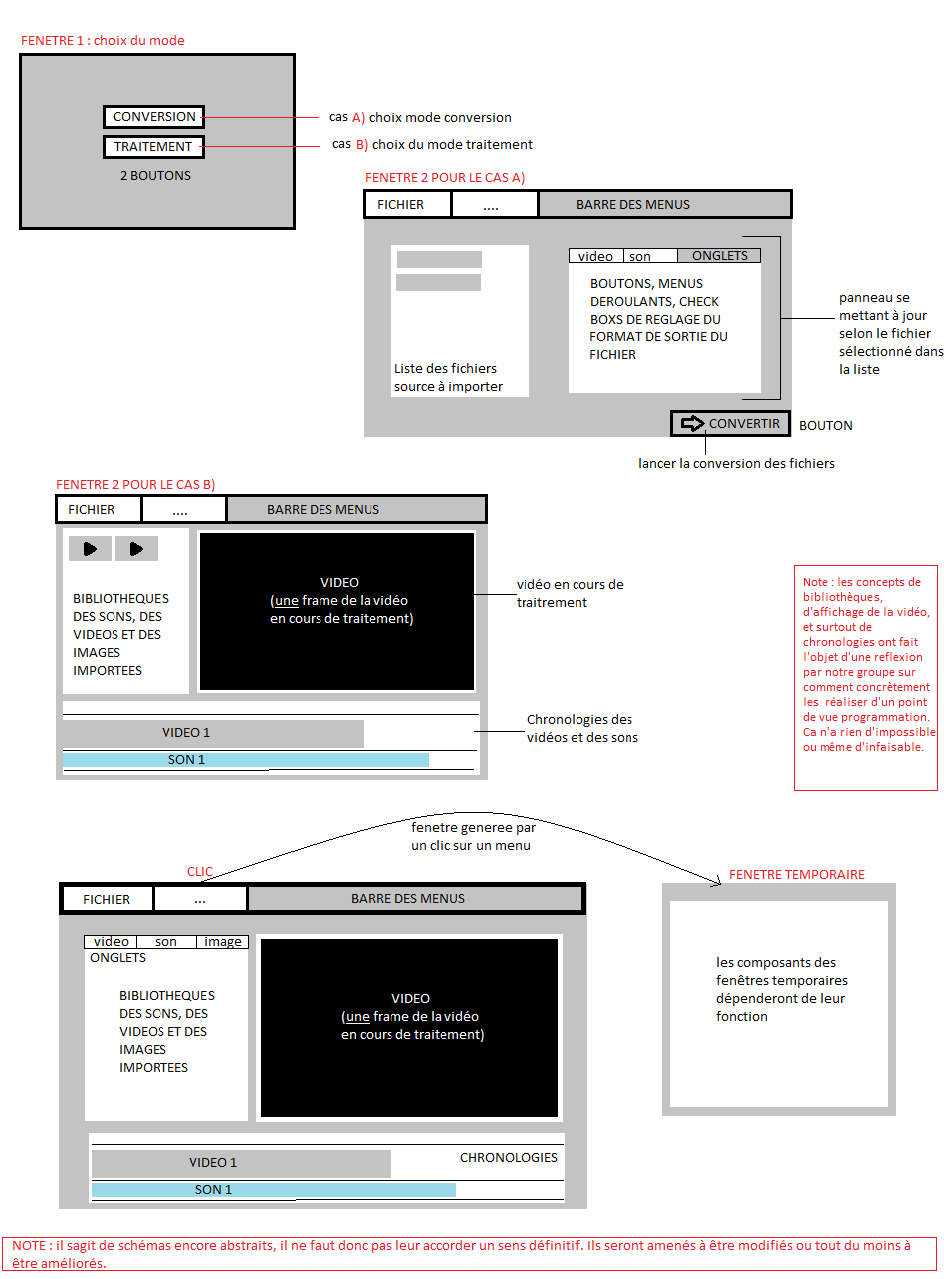 FENETRE 1 : choix du mode
CONVERSION
TRAITEMENT
2 BOUTONS
cas A) choix mode conversion
cas B) choix du mode traitement
FENETRE 2 POUR LE CAS A)
FICHIER
....
BARRE DES MENUS
Liste des fichiers
source à importer
video
son
ONGLETS
BOUTONS, MENUS
DEROULANTS, CHECK
BOXS DE REGLAGE DU
FORMAT DE SORTIE DU
FICHIER
panneau se
mettant à jour
selon le fichier
sélectionné dans
la liste
CONVERTIR
BOUTON
lancer la conversion des fichiers
FENETRE 2 POUR LE CAS B)
FICHIER
....
BARRE DES MENUS
BIBLIOTHEQUES
DES SONS, DES
VIDEOS ET DES
IMAGES
IMPORTEES
VIDEO
(une frame de la vidéo
en cours de traitement)
vidéo en cours de
traitrement
VIDEO 1
SON 1
Chronologies des
vidéos et des sons
Note : les concepts de
bibliothèques,
d'affichage de la vidéo,
et surtout de
chronologies ont fait
l'objet d'une reflexion
par notre groupe sur
comment concrètement
les réaliser d'un point
de vue programmation.
Ca n'a rien d'impossible
ou même d'infaisable.
fenetre generee par
un clic sur un menu
CLIC
FICHIER
...
BARRE DES MENUS
video
son
image
ONGLETS
BIBLIOTHEQUES
DES SONS, DES
VIDEOS ET DES
IMAGES
IMPORTEES
VIDEO
(une frame de la vidéo
en cours de traitement)
VIDEO 1
CHRONOLOGIES
SON 1
FENETRE TEMPORAIRE
les composants des
fenêtres temporaires
dépenderont de leur
fonction
NOTE : il sagit de schémas encore abstraits, il ne faut donc pas leur accorder un sens définitif. Ils seront amenés à être modifiés ou tout du moins à
être améliorés.